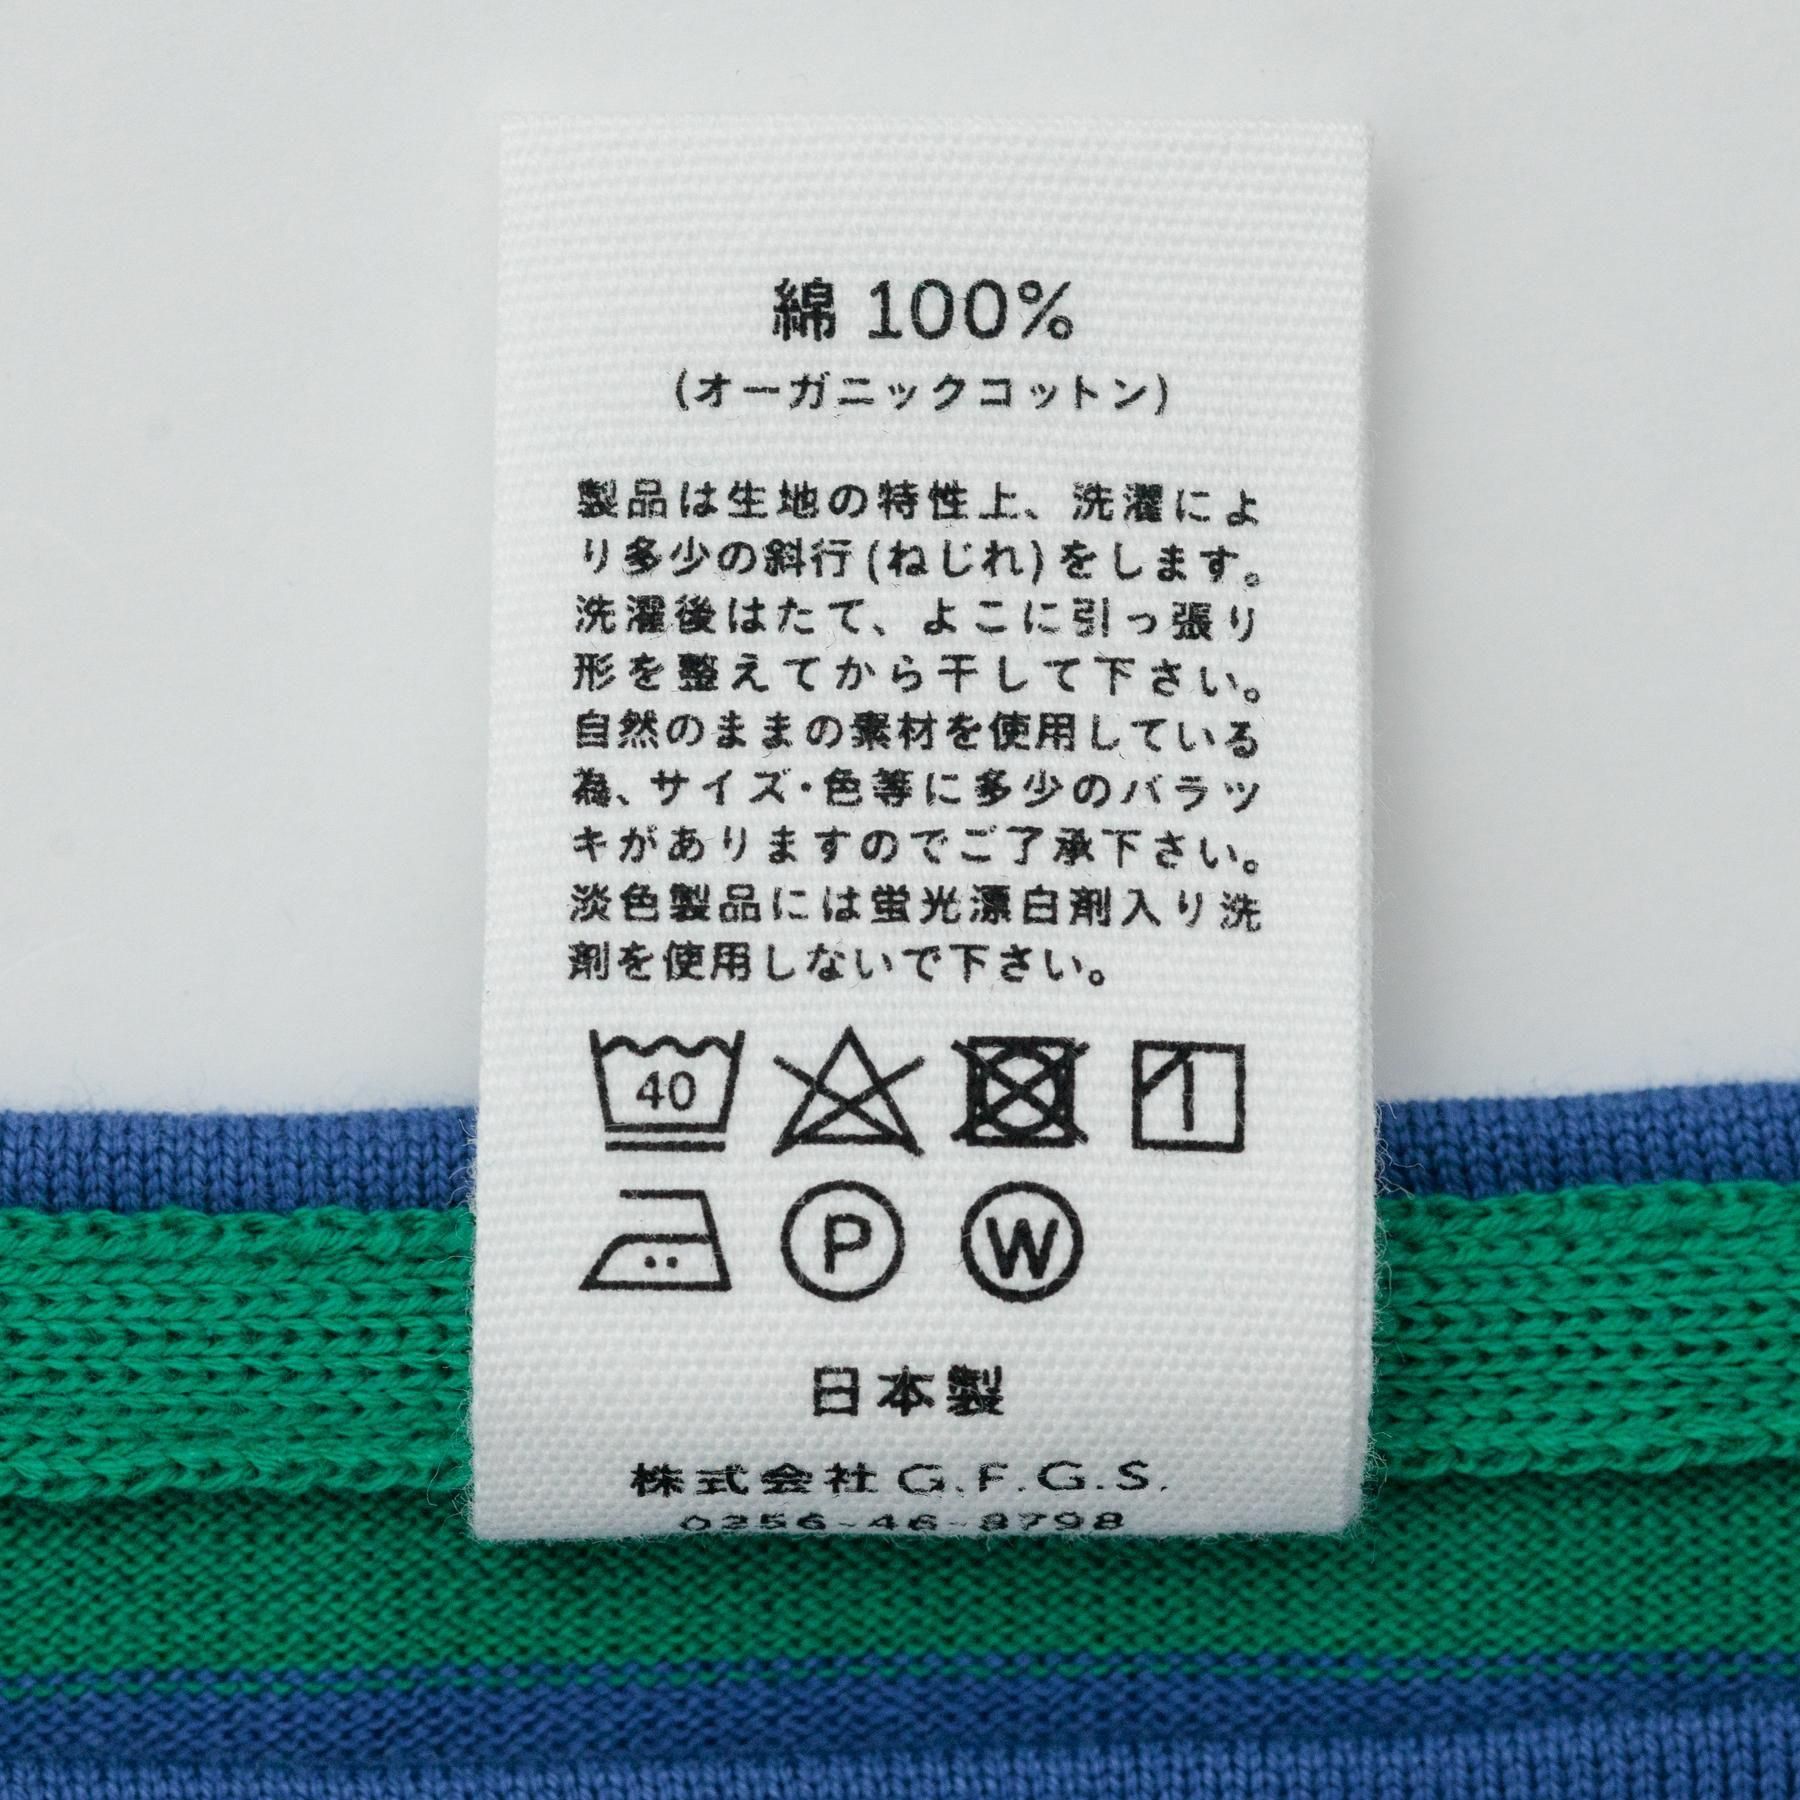 綿 100%
(オーガニックコットン)
製品は生地の特性上、洗濯によ
り多少の斜行(ねじれ)をします。
洗濯後はたて、よこに引っ張り
形を整えてから干して下さい。
自然のままの素材を使用している
為、サイズ・色等に多少のバラツ
キがありますのでご了承下さい。
淡色製品には蛍光漂白剤入り洗
剤を使用しないで下さい。
40
P W
日本製
株式会社 G.F.G.S.
0256-46-8798